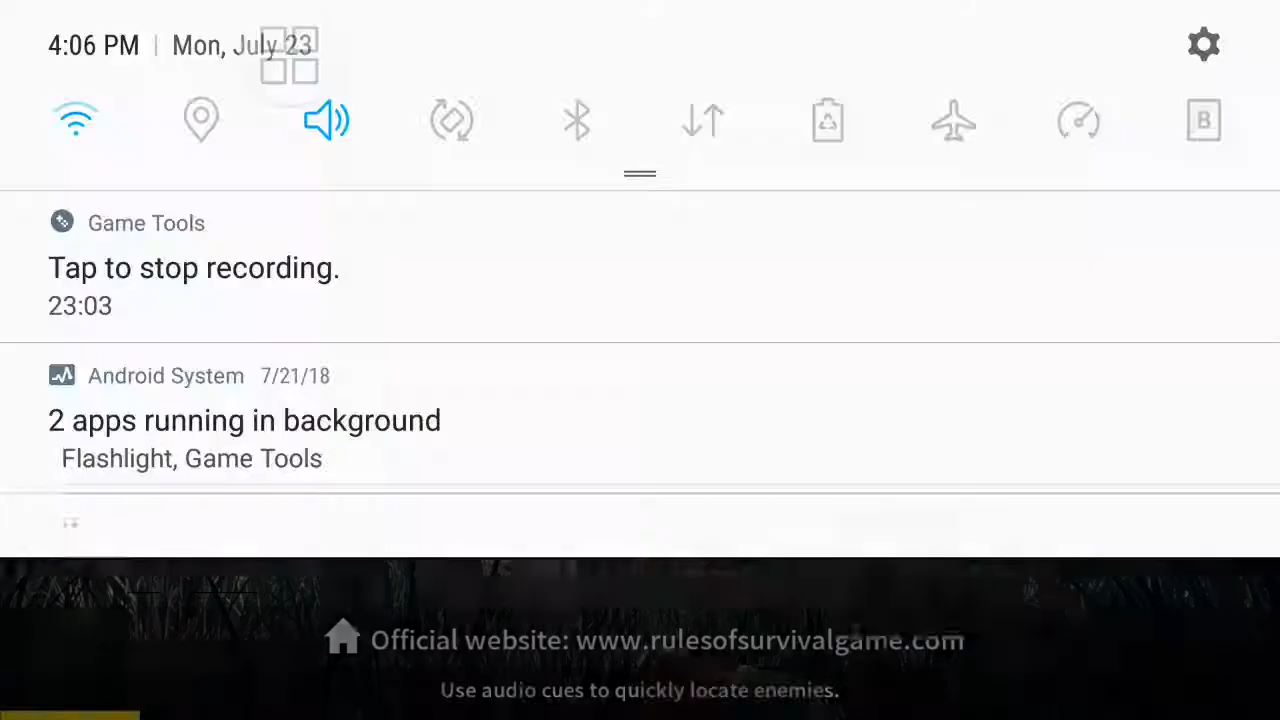 4:06 PM | Mon, July 23
B
Game Tools
Tap to stop recording.
23:03
Android System 7/21/18
2 apps running in background
Flashlight, Game Tools
Official website: www.rulesofsurvivalgame.com
Use audio cues to quickly locate enemies.